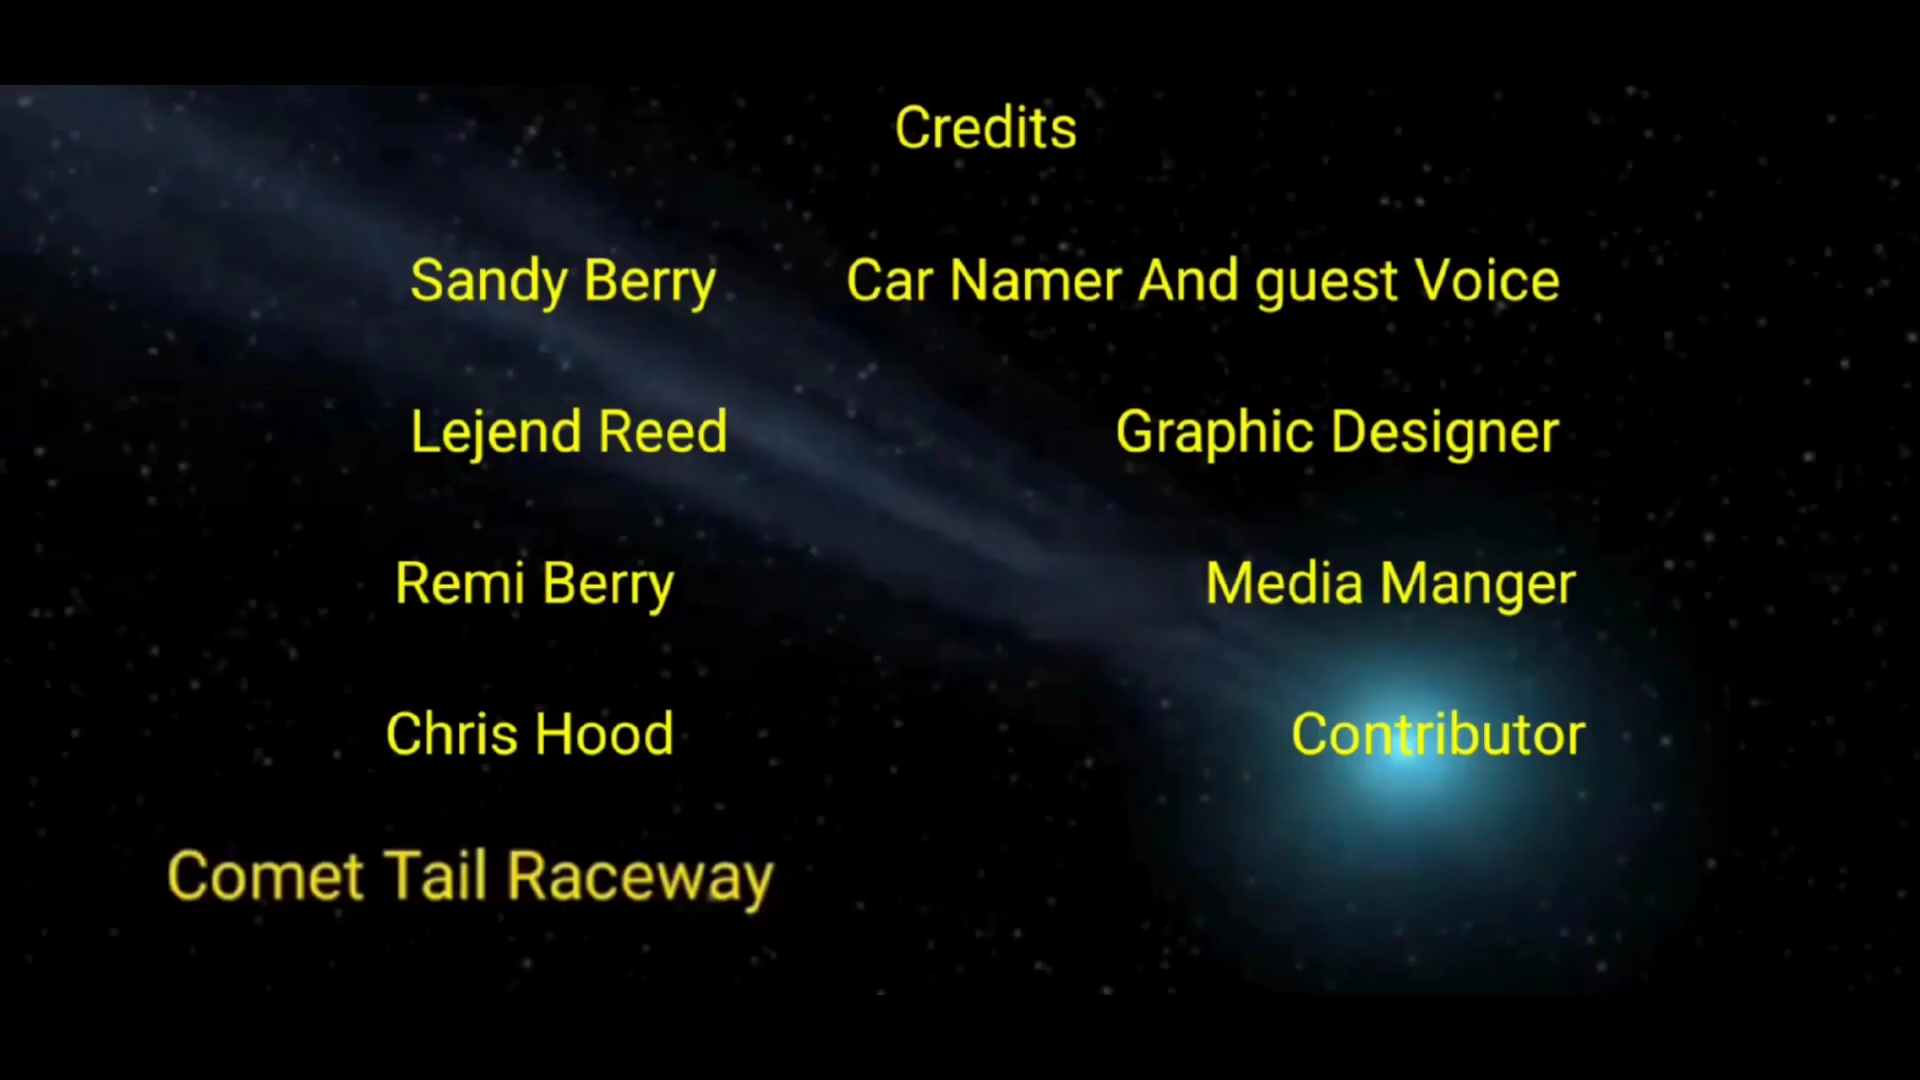 Credits
Sandy Berry Car Namer And guest Voice
Lejend Reed Graphic Designer
Remi Berry Media Manger
Chris Hood Contributor
Comet Tail Raceway